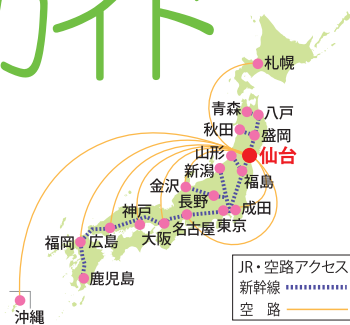 ガイド
札幌
青森
八戸
秋田
盛岡
山形
仙台
新潟
福島
金沢
長野
成田
神戸
東京
名古屋
大阪
福岡
広島
鹿児島
沖縄
JR・空路アクセス
新幹線
空 路